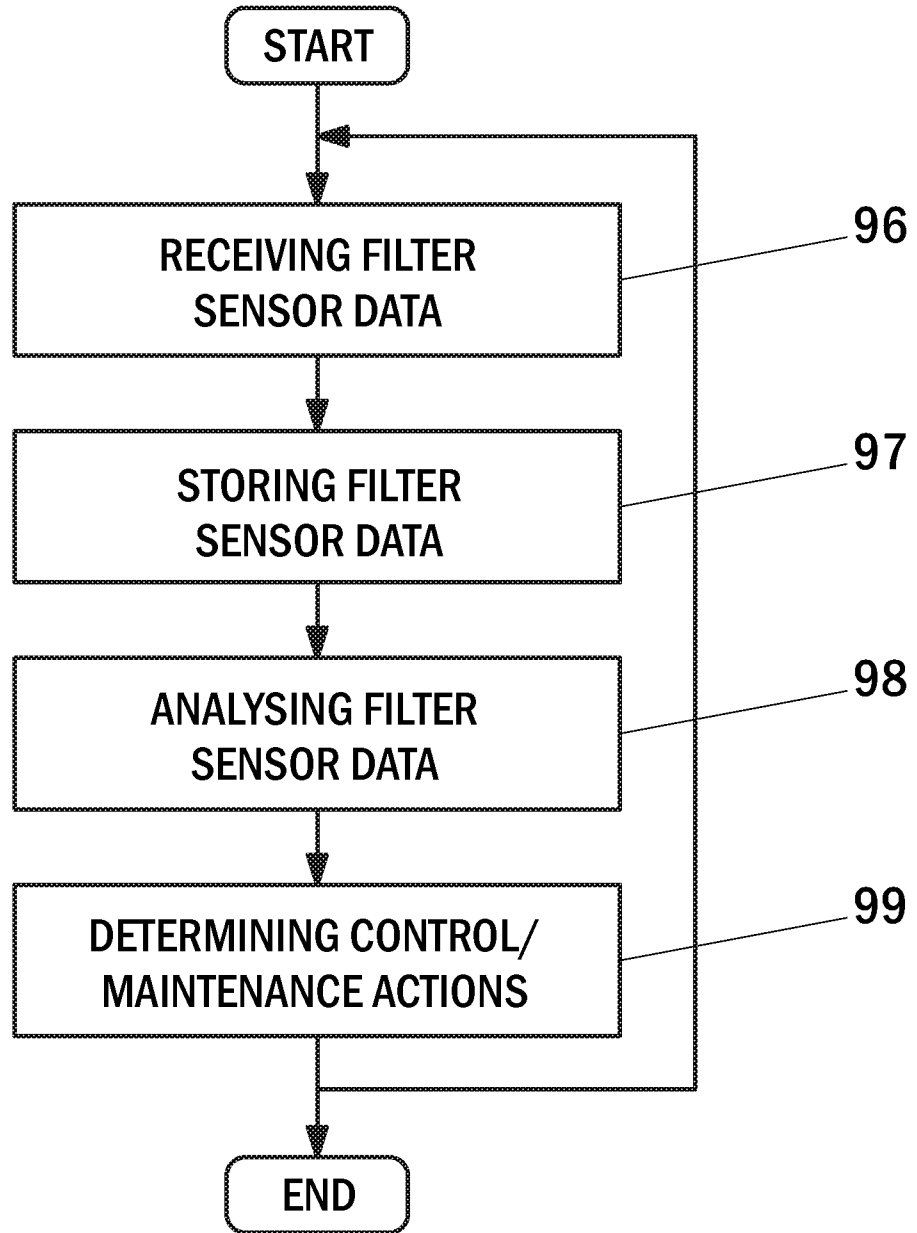 START
RECEIVING FILTER
SENSOR DATA
96
STORING FILTER
SENSOR DATA
97
ANALYSING FILTER
SENSOR DATA
98
DETERMINING CONTROL/
MAINTENANCE ACTIONS
99
END